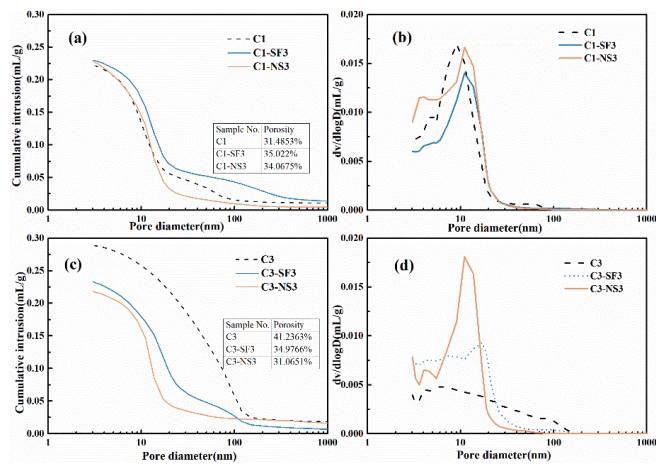 0.30
0.25
0.20
0.15
0.10
0.05
0.00
Cumulative intrusion(mL/g)
(a)
C1
C1-SF3
C1-NS3
Sample No. Porosity
C1 31.4853%
C1-SF3 35.022%
C1-NS3 34.0675%
1 10 100 1000
Pore diameter(nm)
0.020
0.015
0.010
0.005
0.000
dv/dlogD(mL/g)
(b)
C1
C1-SF3
C1-NS3
1 10 100 1000
Pore diameter(nm)
0.30
0.25
0.20
0.15
0.10
0.05
0.00
Cumulative intrusion(mL/g)
(c)
C3
C3-SF3
C3-NS3
Sample No. Porosity
C3 41.2363%
C3-SF3 34.9766%
C3-NS3 31.0651%
1 10 100 1000
Pore diameter(nm)
0.020
0.015
0.010
0.005
0.000
dv/dlogD(mL/g)
(d)
C3
C3-SF3
C3-NS3
1 10 100 1000
Pore diameter(nm)